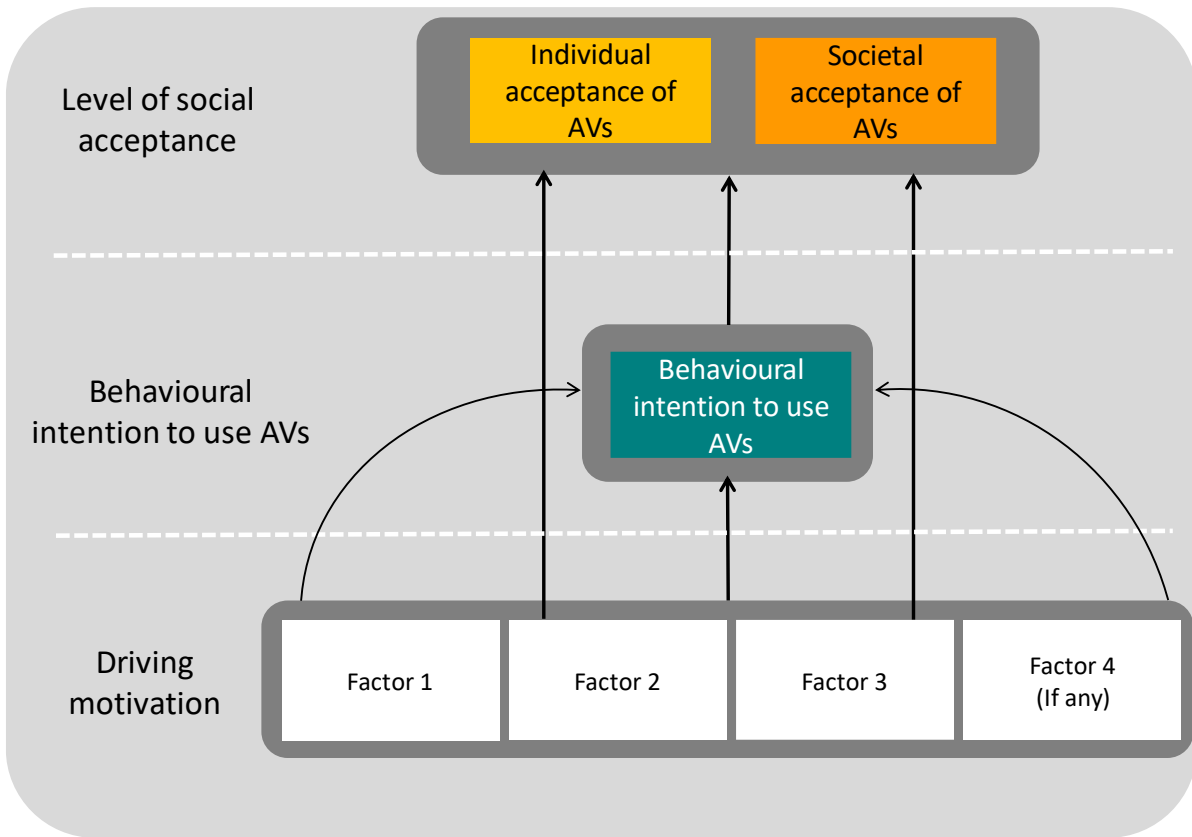 Level of social
acceptance
Individual
acceptance of
AVs
Societal
acceptance of
AVs
Behavioural
intention to use AVs
Behavioural
intention to use
AVs
Driving
motivation
Factor 1
Factor 2
Factor 3
Factor 4
(If any)